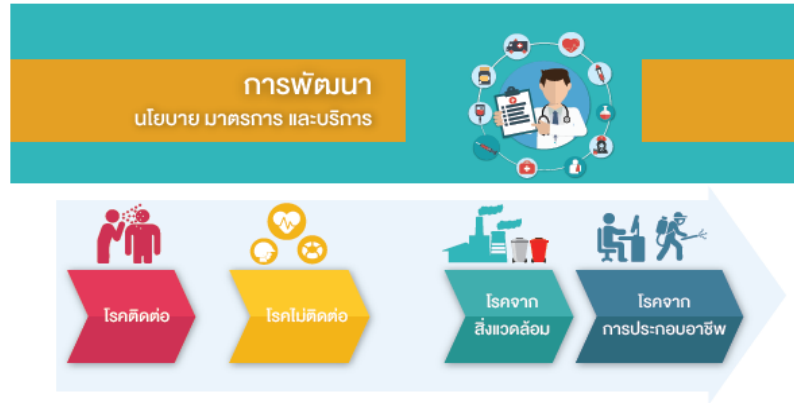 การพัฒนา
นโยบาย มาตรการ และบริการ
โรคติดต่อ
โรคไม่ติดต่อ
โรคจาก
สิ่งแวดล้อม
โรคจาก
การประกอบอาชีพ